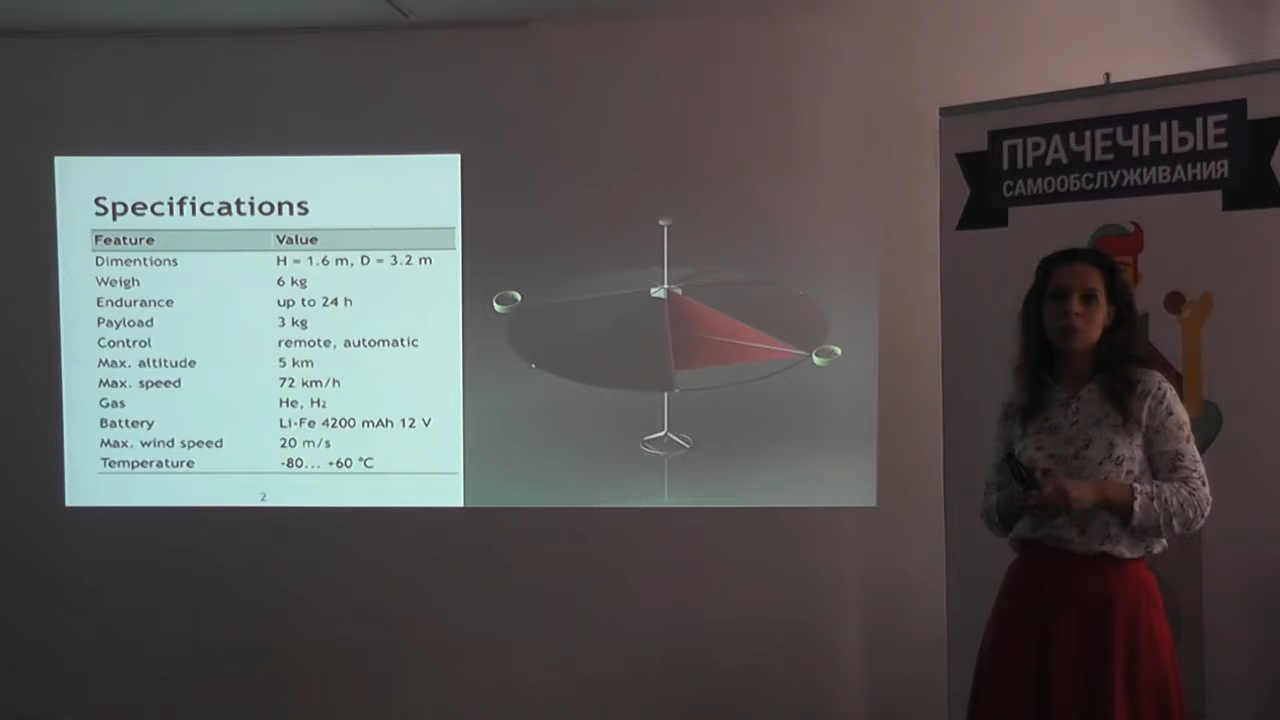 Specifications
Feature Value
Dimentions H = 1.6 m, D = 3.2 m
Weigh 6 kg
Endurance up to 24 h
Payload 3 kg
Control remote, automatic
Max. altitude 5 km
Max. speed 72 km/h
Gas He, H₂
Battery Li-Fe 4200 mAh 12 V
Max. wind speed 20 m/s
Temperature -80... +60 °C
2
ПРАЧЕЧНЫЕ
САМООБСЛУЖИВАНИЯ